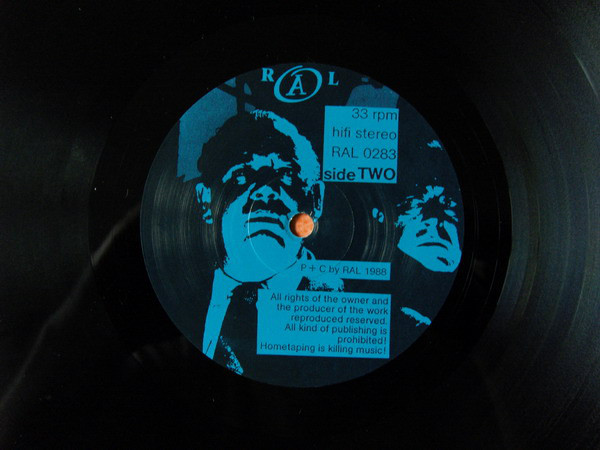 R Ā L
33 rpm
hifi stereo
RAL 0283
side TWO
P + C by RAL 1988
All rights of the owner and
the producer of the work
reproduced reserved.
All kind of publishing is
prohibited!
Hometaping is killing music!